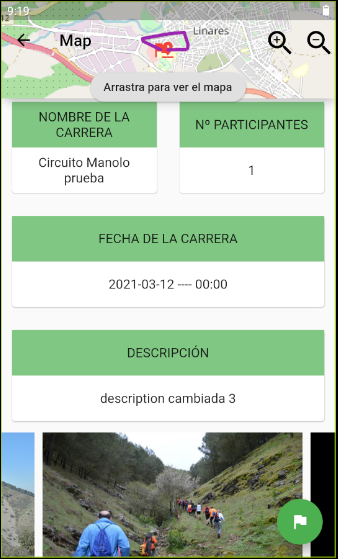 9:19
12
Linares
Map
Arrastra para ver el mapa
NOMBRE DE LA
CARRERA
Nº PARTICIPANTES
Circuito Manolo
prueba
1
FECHA DE LA CARRERA
2021-03-12 ---- 00:00
DESCRIPCIÓN
description cambiada 3